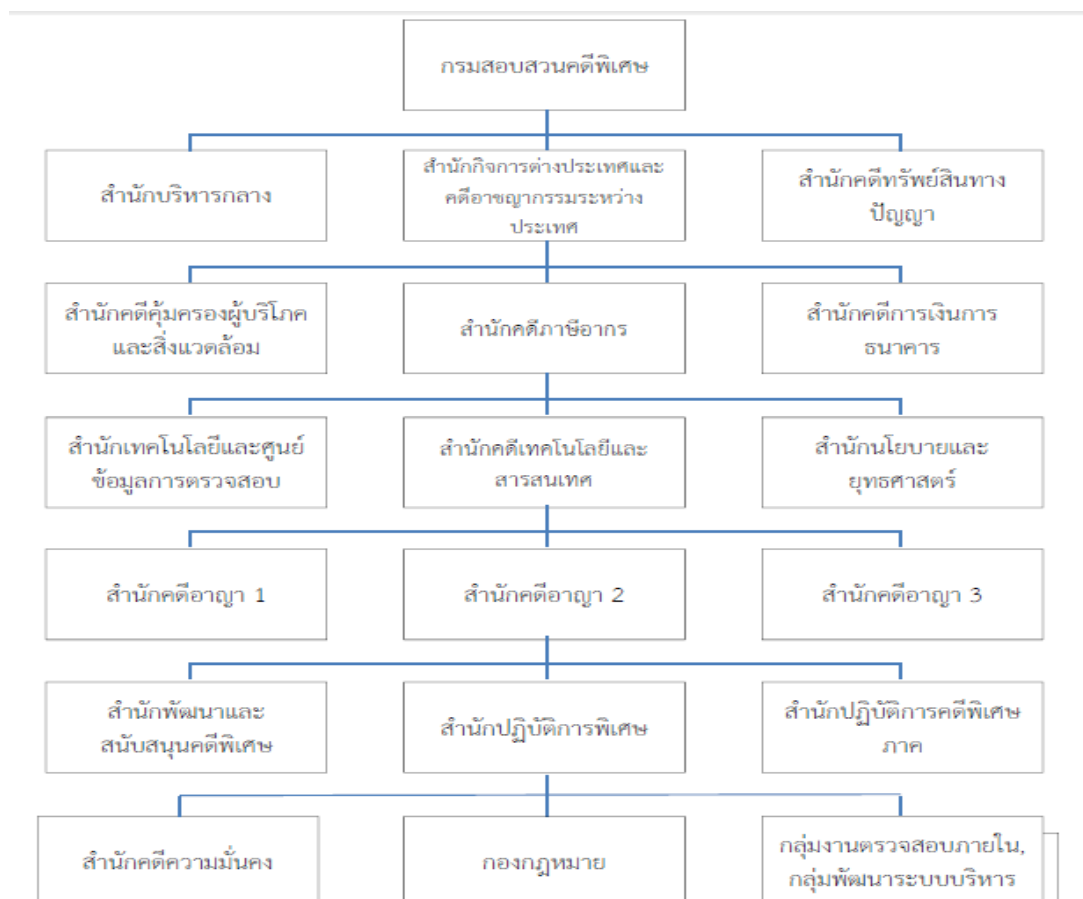 กรมสอบสวนคดีพิเศษ
สำนักบริหารกลาง
สำนักกิจการต่างประเทศและ
คดีอาชญากรรมระหว่าง
ประเทศ
สำนักคดีทรัพย์สินทาง
ปัญญา
สำนักคดีคุ้มครองผู้บริโภค
และสิ่งแวดล้อม
สำนักคดีภาษีอากร
สำนักคดีการเงินการ
ธนาคาร
สำนักเทคโนโลยีและศูนย์
ข้อมูลการตรวจสอบ
สำนักคดีเทคโนโลยีและ
สารสนเทศ
สำนักนโยบายและ
ยุทธศาสตร์
สำนักคดีอาญา 1
สำนักคดีอาญา 2
สำนักคดีอาญา 3
สำนักพัฒนาและ
สนับสนุนคดีพิเศษ
สำนักปฏิบัติการพิเศษ
สำนักปฏิบัติการคดีพิเศษ
ภาค
สำนักคดีความมั่นคง
กองกฎหมาย
กลุ่มงานตรวจสอบภายใน,
กลุ่มพัฒนาระบบบริหาร